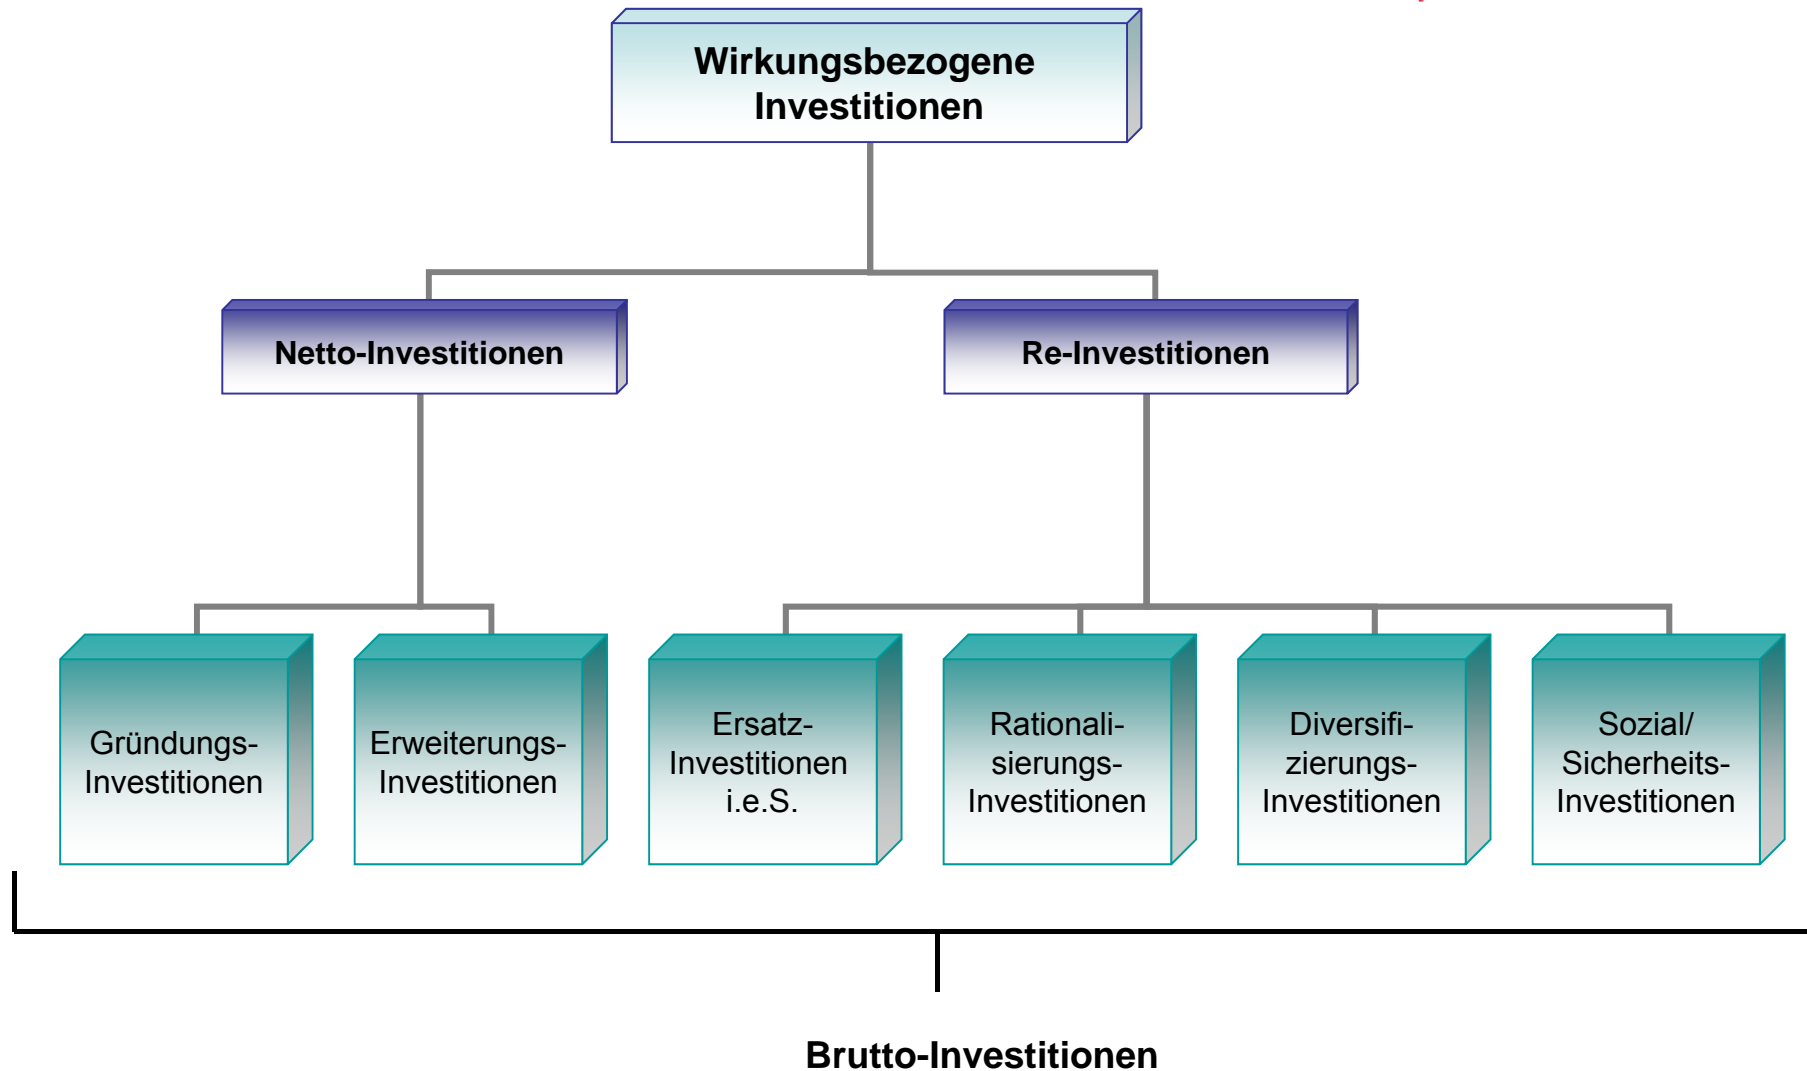 Wirkungsbezogene
Investitionen
Netto-Investitionen
Re-Investitionen
Gründungs-
Investitionen
Erweiterungs-
Investitionen
Ersatz-
Investitionen
i.e.S.
Rationali-
sierungs-
Investitionen
Diversifi-
zierungs-
Investitionen
Sozial/
Sicherheits-
Investitionen
Brutto-Investitionen